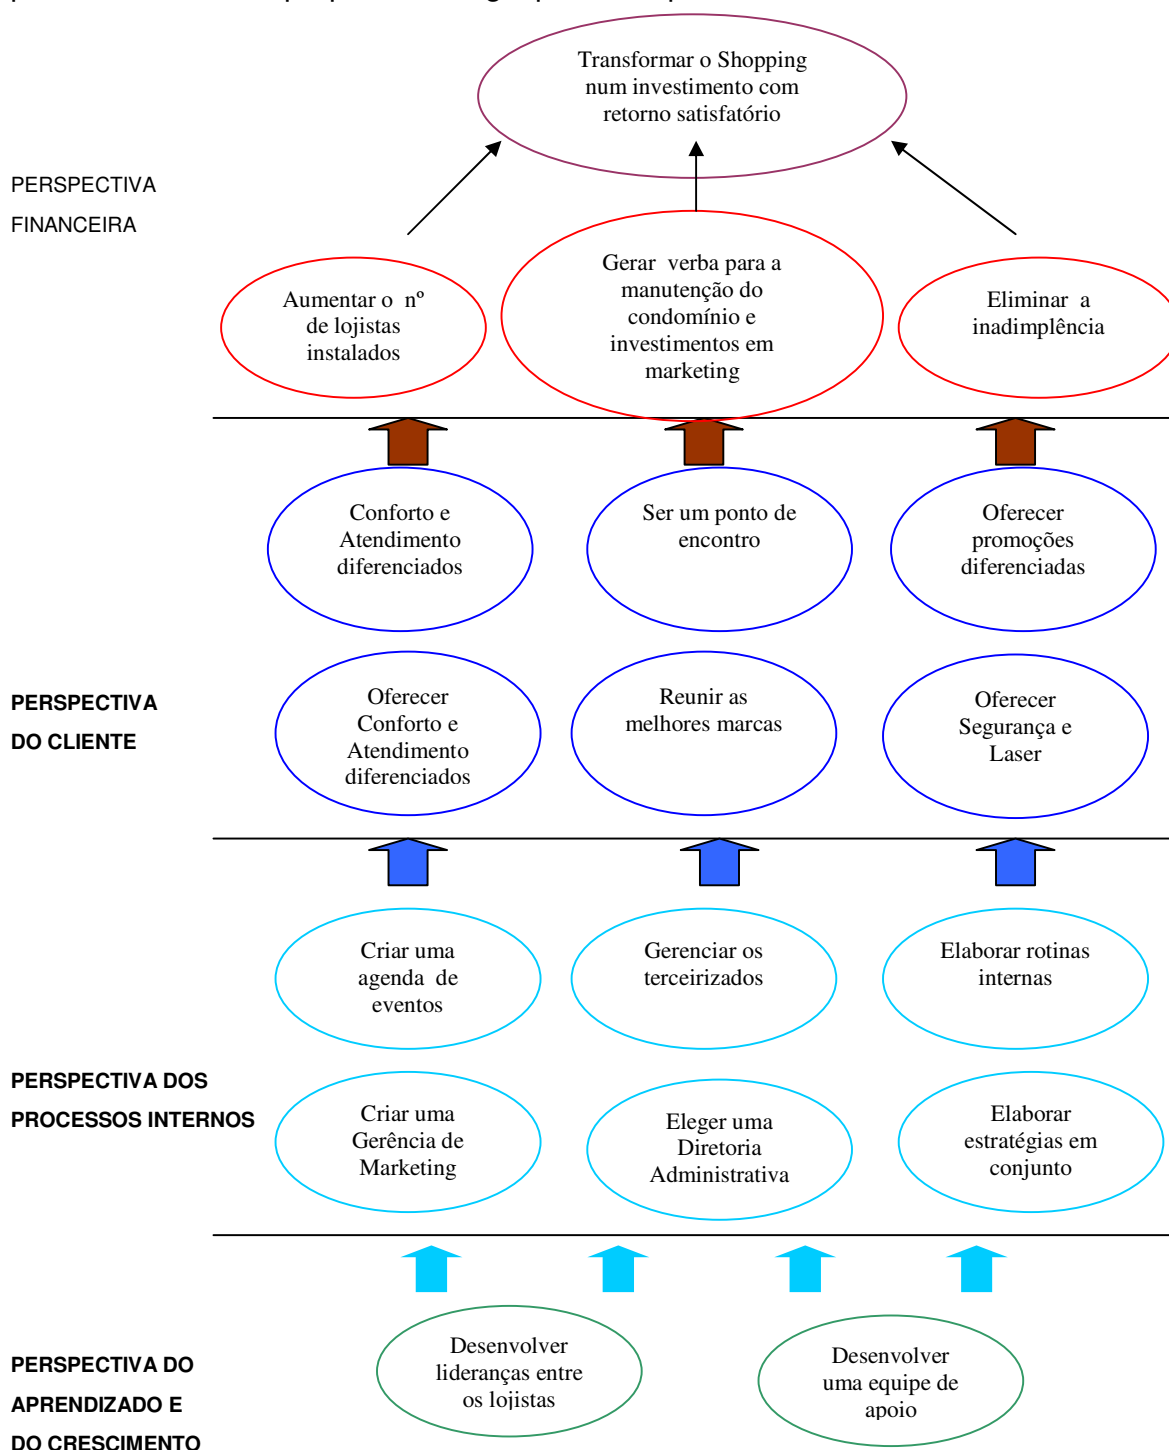 Transformar o Shopping
num investimento com
retorno satisfatório
PERSPECTIVA
FINANCEIRA
Aumentar o nº
de lojistas
instalados
Gerar verba para a
manutenção do
condomínio e
investimentos em
marketing
Eliminar a
inadimplência
Conforto e
Atendimento
diferenciados
Ser um ponto de
encontro
Oferecer
promoções
diferenciadas
PERSPECTIVA
DO CLIENTE
Oferecer
Conforto e
Atendimento
diferenciados
Reunir as
melhores marcas
Oferecer
Segurança e
Laser
Criar uma
agenda de
eventos
Gerenciar os
terceirizados
Elaborar rotinas
internas
PERSPECTIVA DOS
PROCESSOS INTERNOS
Criar uma
Gerência de
Marketing
Eleger uma
Diretoria
Administrativa
Elaborar
estratégias em
conjunto
PERSPECTIVA DO
APRENDIZADO E
DO CRESCIMENTO
Desenvolver
lideranças entre
os lojistas
Desenvolver
uma equipe de
apoio